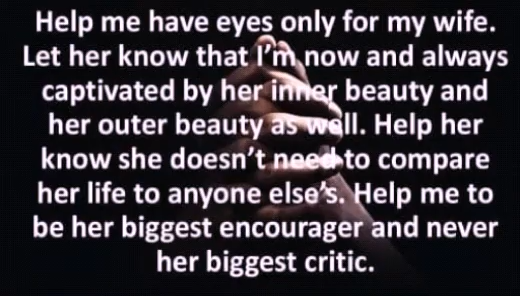 Help me have eyes only for my wife.
Let her know that I'm now and always
captivated by her inner beauty and
her outer beauty as well. Help her
know she doesn't need to compare
her life to anyone else's. Help me to
be her biggest encourager and never
her biggest critic.